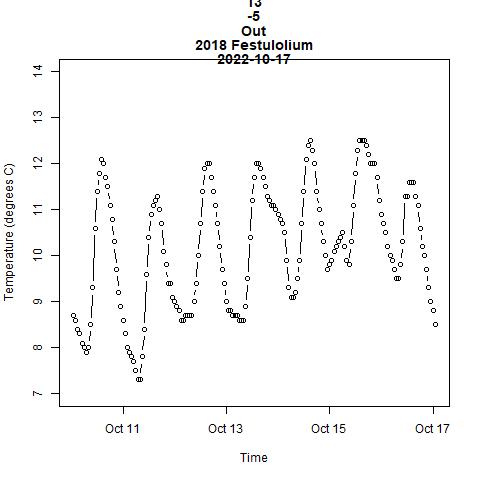 13
-5
Out
2018 Festulolium
2022-10-17
14
13
12
11
10
9
8
7
Temperature (degrees C)
Oct 11 Oct 13 Oct 15 Oct 17
Time